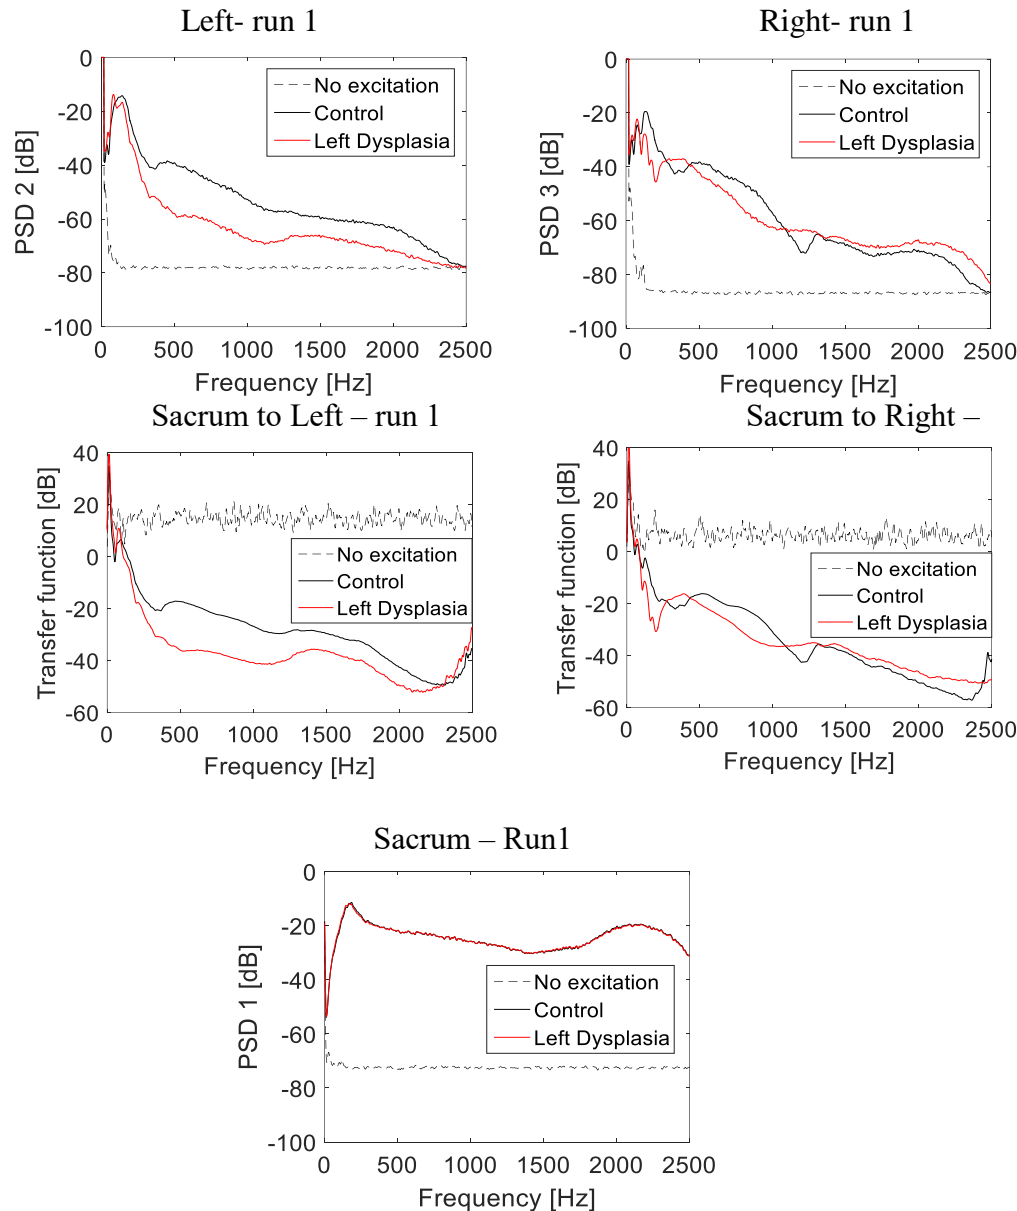 Left- run 1
0
-20
-40
-60
-80
-100
PSD 2 [dB]
No excitation
Control
Left Dysplasia
0 500 1000 1500 2000 2500
Frequency [Hz]
Right- run 1
0
-20
-40
-60
-80
-100
PSD 3 [dB]
No excitation
Control
Left Dysplasia
0 500 1000 1500 2000 2500
Frequency [Hz]
Sacrum to Left – run 1
40
20
0
-20
-40
-60
Transfer function [dB]
No excitation
Control
Left Dysplasia
0 500 1000 1500 2000 2500
Frequency [Hz]
Sacrum to Right –
40
20
0
-20
-40
-60
Transfer function [dB]
No excitation
Control
Left Dysplasia
0 500 1000 1500 2000 2500
Frequency [Hz]
Sacrum – Run1
0
-20
-40
-60
-80
-100
PSD 1 [dB]
No excitation
Control
Left Dysplasia
0 500 1000 1500 2000 2500
Frequency [Hz]